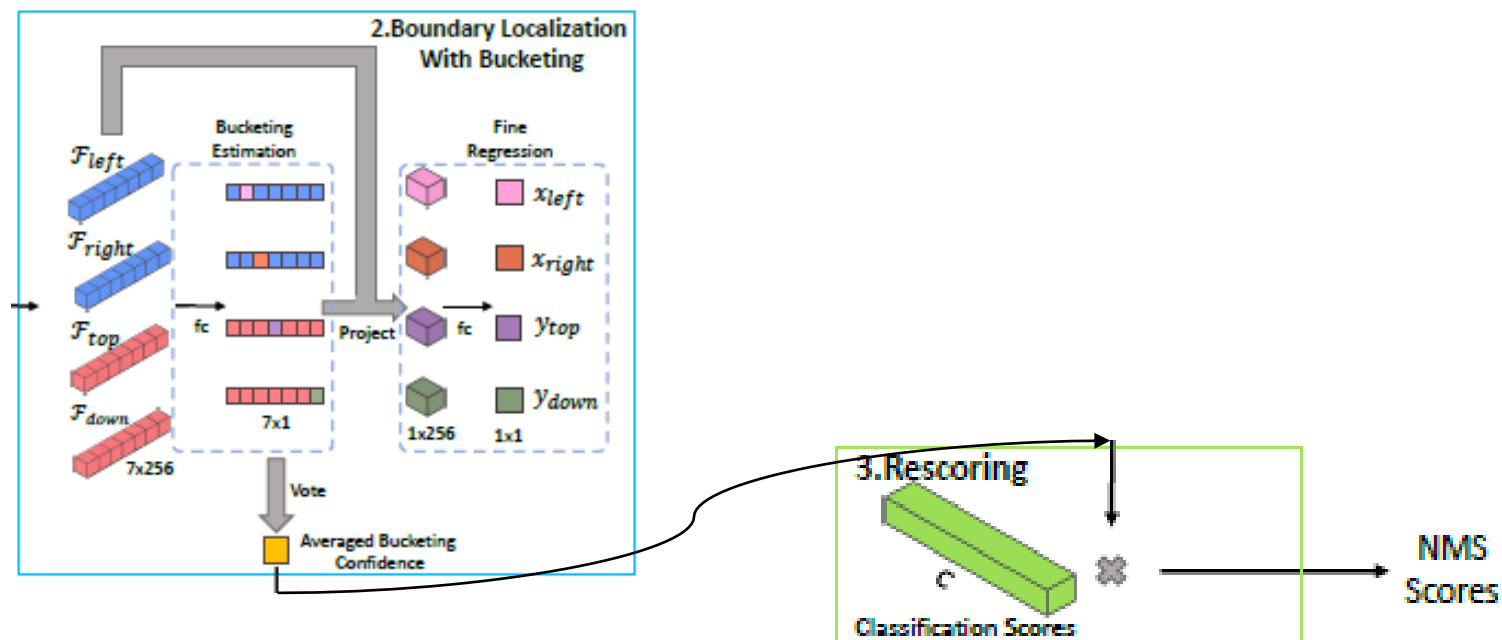 2.Boundary Localization
With Bucketing
Bucketing
Estimation
Fine
Regression
ℱleft
ℱright
ℱtop
ℱdown
7x256
fc
7x1
Project
fc
xleft
xright
ytop
ydown
1x256
1x1
Vote
Averaged Bucketing
Confidence
3.Rescoring
C
Classification Scores
NMS
Scores